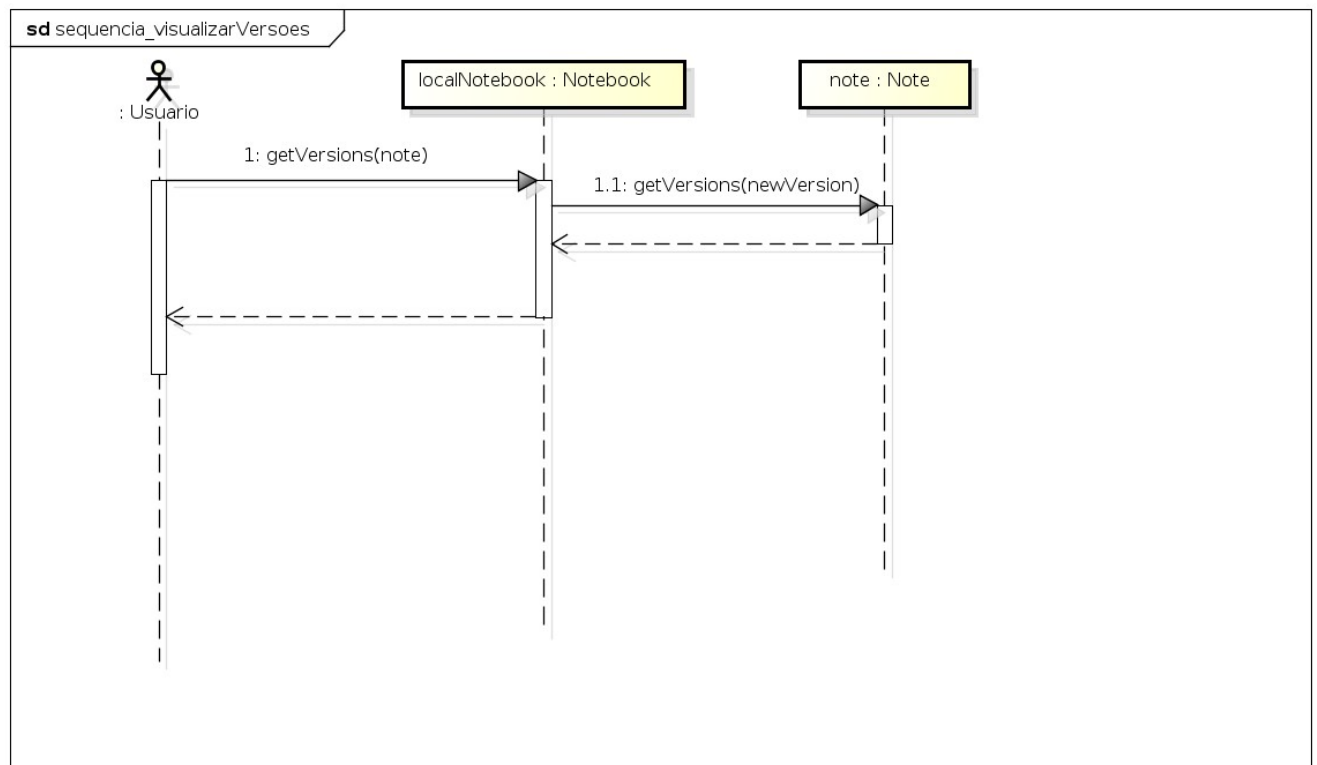 sd sequencia_visualizarVersoes
: Usuario
localNotebook : Notebook
note : Note
1: getVersions(note)
1.1: getVersions(newVersion)